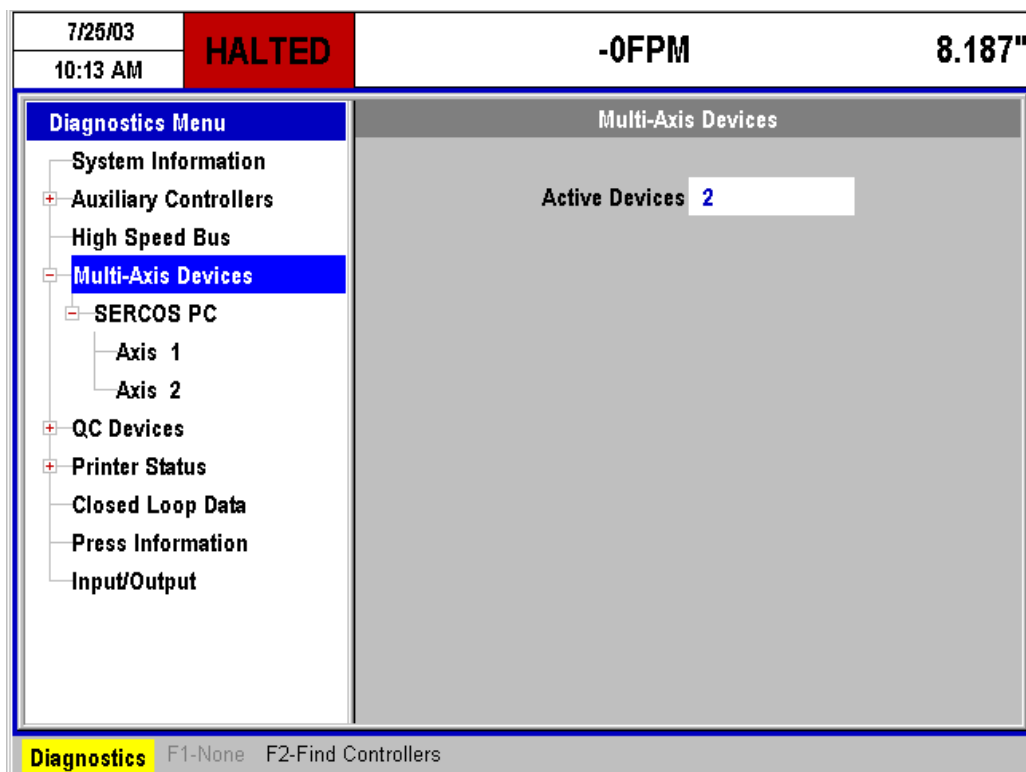 7/25/03
10:13 AM
HALTED
-0FPM
8.187"
Diagnostics Menu
System Information
Auxiliary Controllers
High Speed Bus
Multi-Axis Devices
SERCOS PC
Axis 1
Axis 2
QC Devices
Printer Status
Closed Loop Data
Press Information
Input/Output
Multi-Axis Devices
Active Devices 2
Diagnostics F1-None F2-Find Controllers